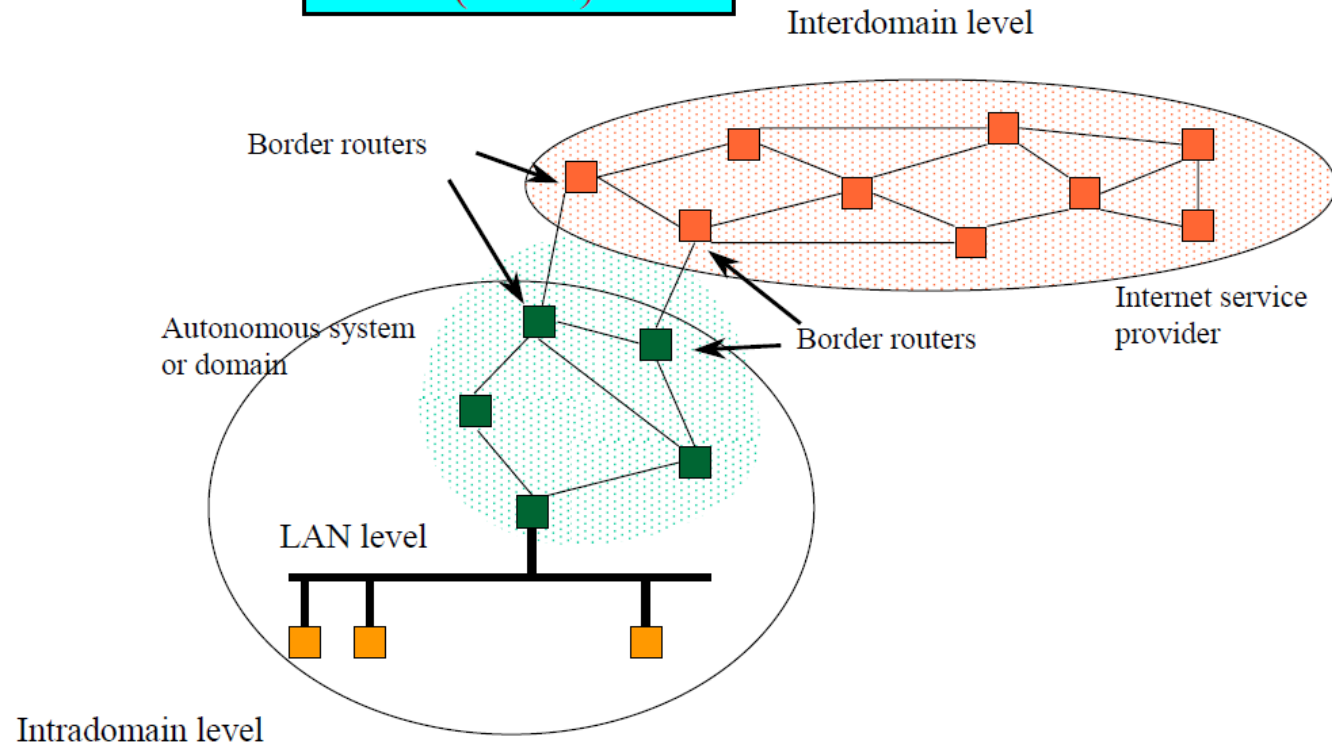 Interdomain level
Border routers
Internet service
provider
Autonomous system
or domain
Border routers
LAN level
Intradomain level